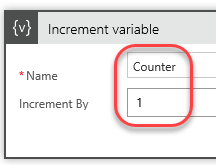 {v} Increment variable
* Name Counter
Increment By 1